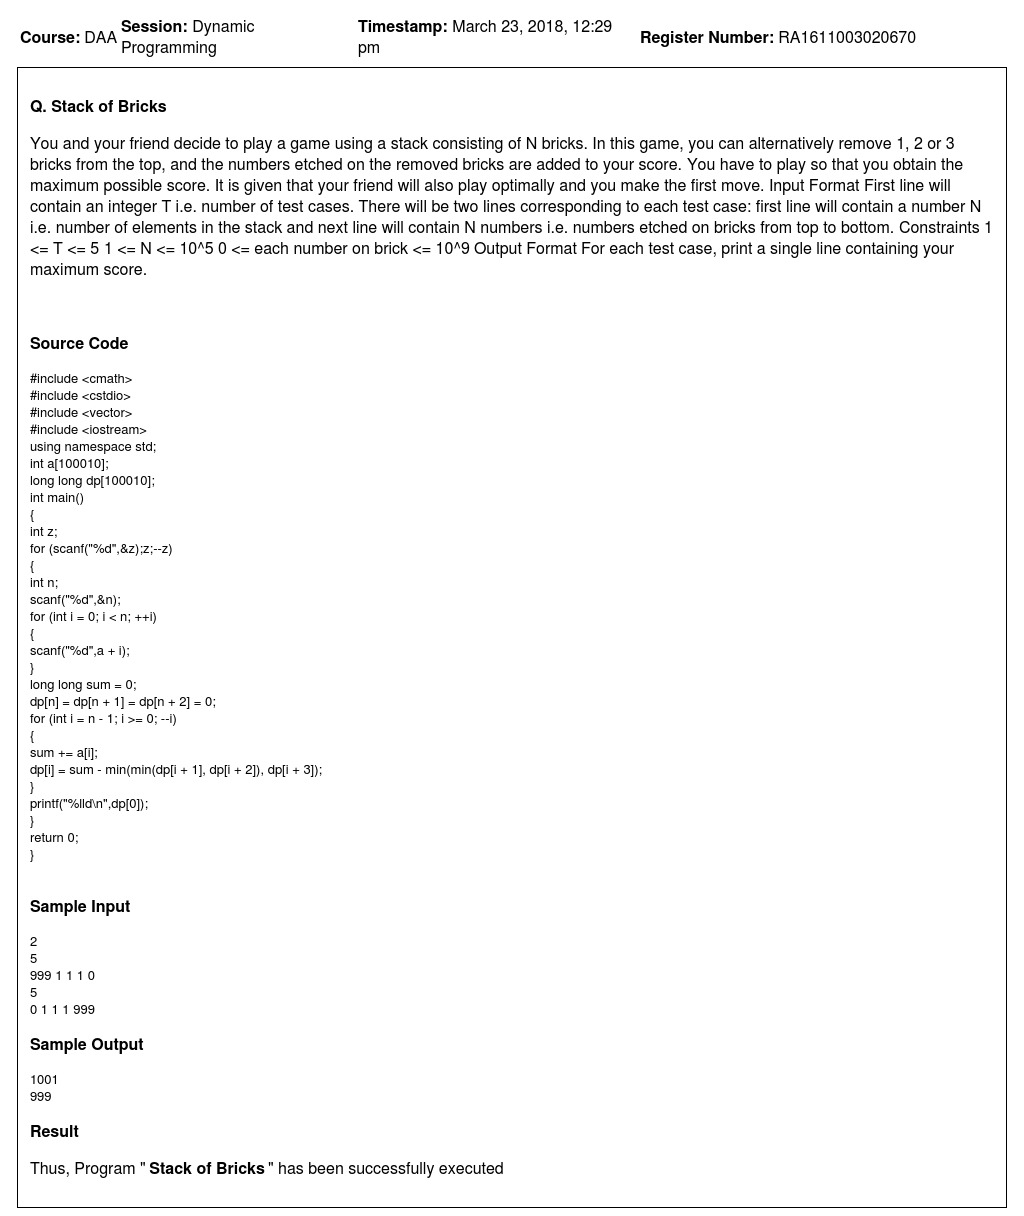 Course: DAA Session: Dynamic Programming Timestamp: March 23, 2018, 12:29 pm Register Number: RA1611003020670
Q. Stack of Bricks
You and your friend decide to play a game using a stack consisting of N bricks. In this game, you can alternatively remove 1, 2 or 3
bricks from the top, and the numbers etched on the removed bricks are added to your score. You have to play so that you obtain the
maximum possible score. It is given that your friend will also play optimally and you make the first move. Input Format First line will
contain an integer T i.e. number of test cases. There will be two lines corresponding to each test case: first line will contain a number N
i.e. number of elements in the stack and next line will contain N numbers i.e. numbers etched on bricks from top to bottom. Constraints 1
<= T <= 5 1 <= N <= 10^5 0 <= each number on brick <= 10^9 Output Format For each test case, print a single line containing your
maximum score.
Source Code
#include <cmath>
#include <cstdio>
#include <vector>
#include <iostream>
using namespace std;
int a[100010];
long long dp[100010];
int main()
{
int z;
for (scanf("%d",&z);z;--z)
{
int n;
scanf("%d",&n);
for (int i = 0; i < n; ++i)
{
scanf("%d",a + i);
}
long long sum = 0;
dp[n] = dp[n + 1] = dp[n + 2] = 0;
for (int i = n - 1; i >= 0; --i)
{
sum += a[i];
dp[i] = sum - min(min(dp[i + 1], dp[i + 2]), dp[i + 3]);
}
printf("%lld\n",dp[0]);
}
return 0;
}
Sample Input
2
5
999 1 1 1 0
5
0 1 1 1 999
Sample Output
1001
999
Result
Thus, Program " Stack of Bricks " has been successfully executed